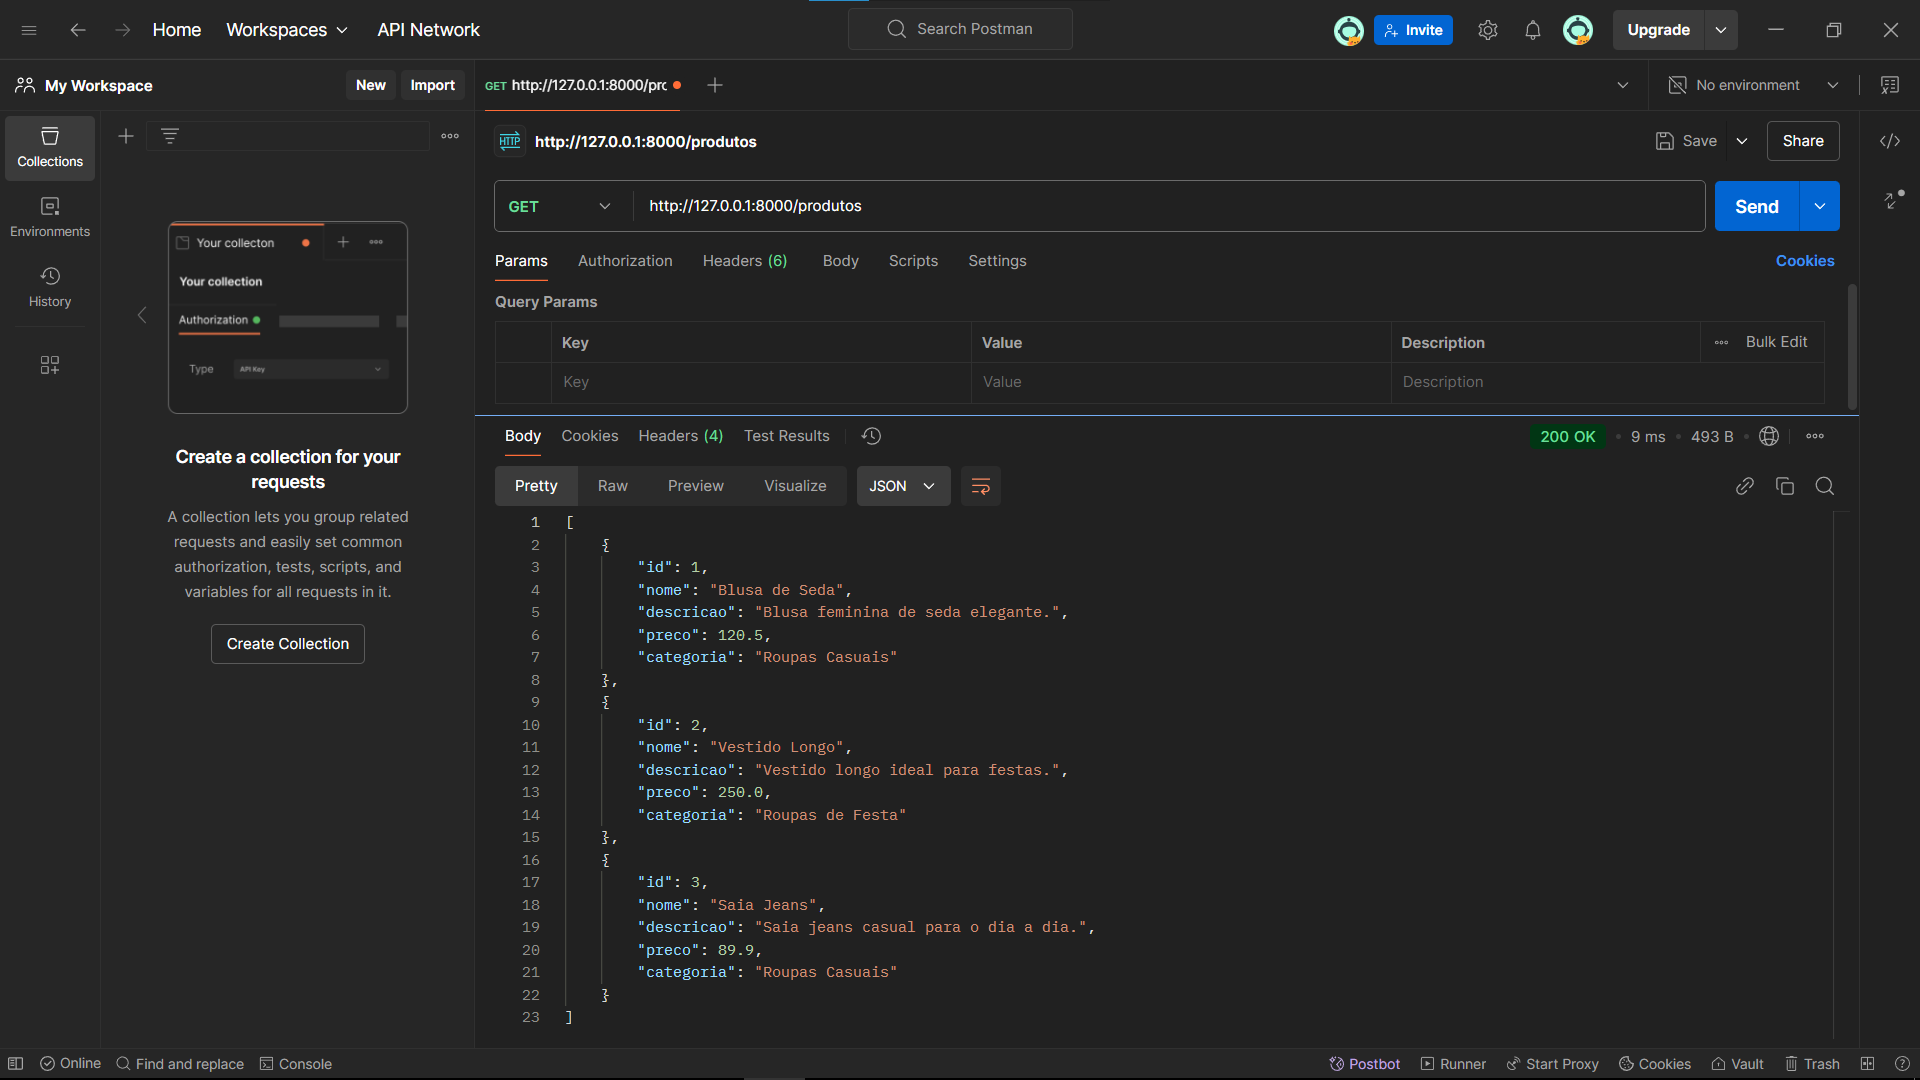 Home Workspaces API Network Search Postman Invite Upgrade
My Workspace New Import GET http://127.0.0.1:8000/prc No environment
Collections
Environments
History
Your collecton
Your collection
Authorization
Type API Key
Create a collection for your
requests
A collection lets you group related
requests and easily set common
authorization, tests, scripts, and
variables for all requests in it.
Create Collection
HTTP http://127.0.0.1:8000/produtos Save Share
GET http://127.0.0.1:8000/produtos Send
Params Authorization Headers (6) Body Scripts Settings Cookies
Query Params
Key Value Description Bulk Edit
Key Value Description
Body Cookies Headers (4) Test Results 200 OK 9 ms 493 B
Pretty Raw Preview Visualize JSON
1 [
2 {
3 "id": 1,
4 "nome": "Blusa de Seda",
5 "descricao": "Blusa feminina de seda elegante.",
6 "preco": 120.5,
7 "categoria": "Roupas Casuais"
8 },
9 {
10 "id": 2,
11 "nome": "Vestido Longo",
12 "descricao": "Vestido longo ideal para festas.",
13 "preco": 250.0,
14 "categoria": "Roupas de Festa"
15 },
16 {
17 "id": 3,
18 "nome": "Saia Jeans",
19 "descricao": "Saia jeans casual para o dia a dia.",
20 "preco": 89.9,
21 "categoria": "Roupas Casuais"
22 }
23 ]
Online Find and replace Console Postbot Runner Start Proxy Cookies Vault Trash